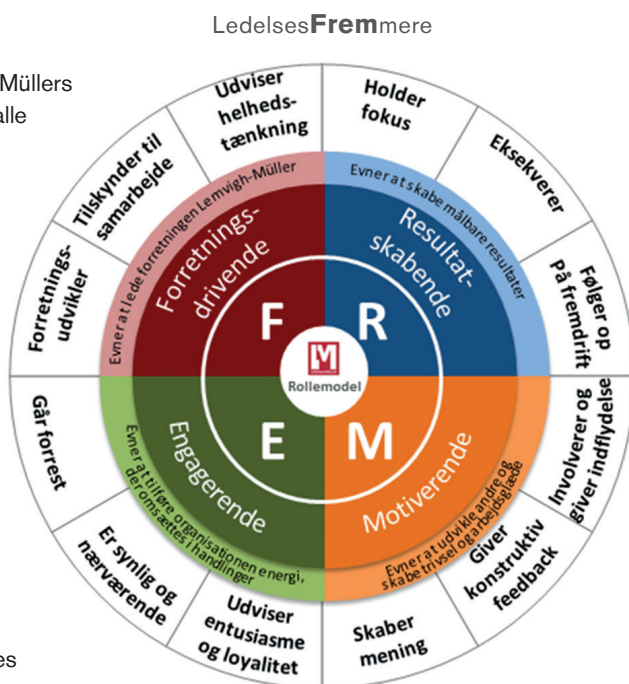 LedelsesFremmere
Müllers
alle
Udviser
helheds-
tænkning
Holder
fokus
Eksekverer
Følger op
på fremdrift
Involverer og
giver indflydelse
Giver
konstruktiv
feedback
Skaber
mening
Udviser
entusiasme
og loyalitet
Er synlig og
nærværende
Går forrest
Forretnings-
udvikler
Tilskynder til
samarbejde
Evner at lede forretningen Lemvigh-Müller
Forretnings-
drivende
Evner at skabe målbare resultater
Resultat-
skabende
Evner at udvikle andre og
skabe trivsel og arbejdsglæde
Motiverende
Evner at tilføre organisationen energi,
der omsættes i handlinger
Engagerende
F
R
E
M
LM
Rollemodel
es